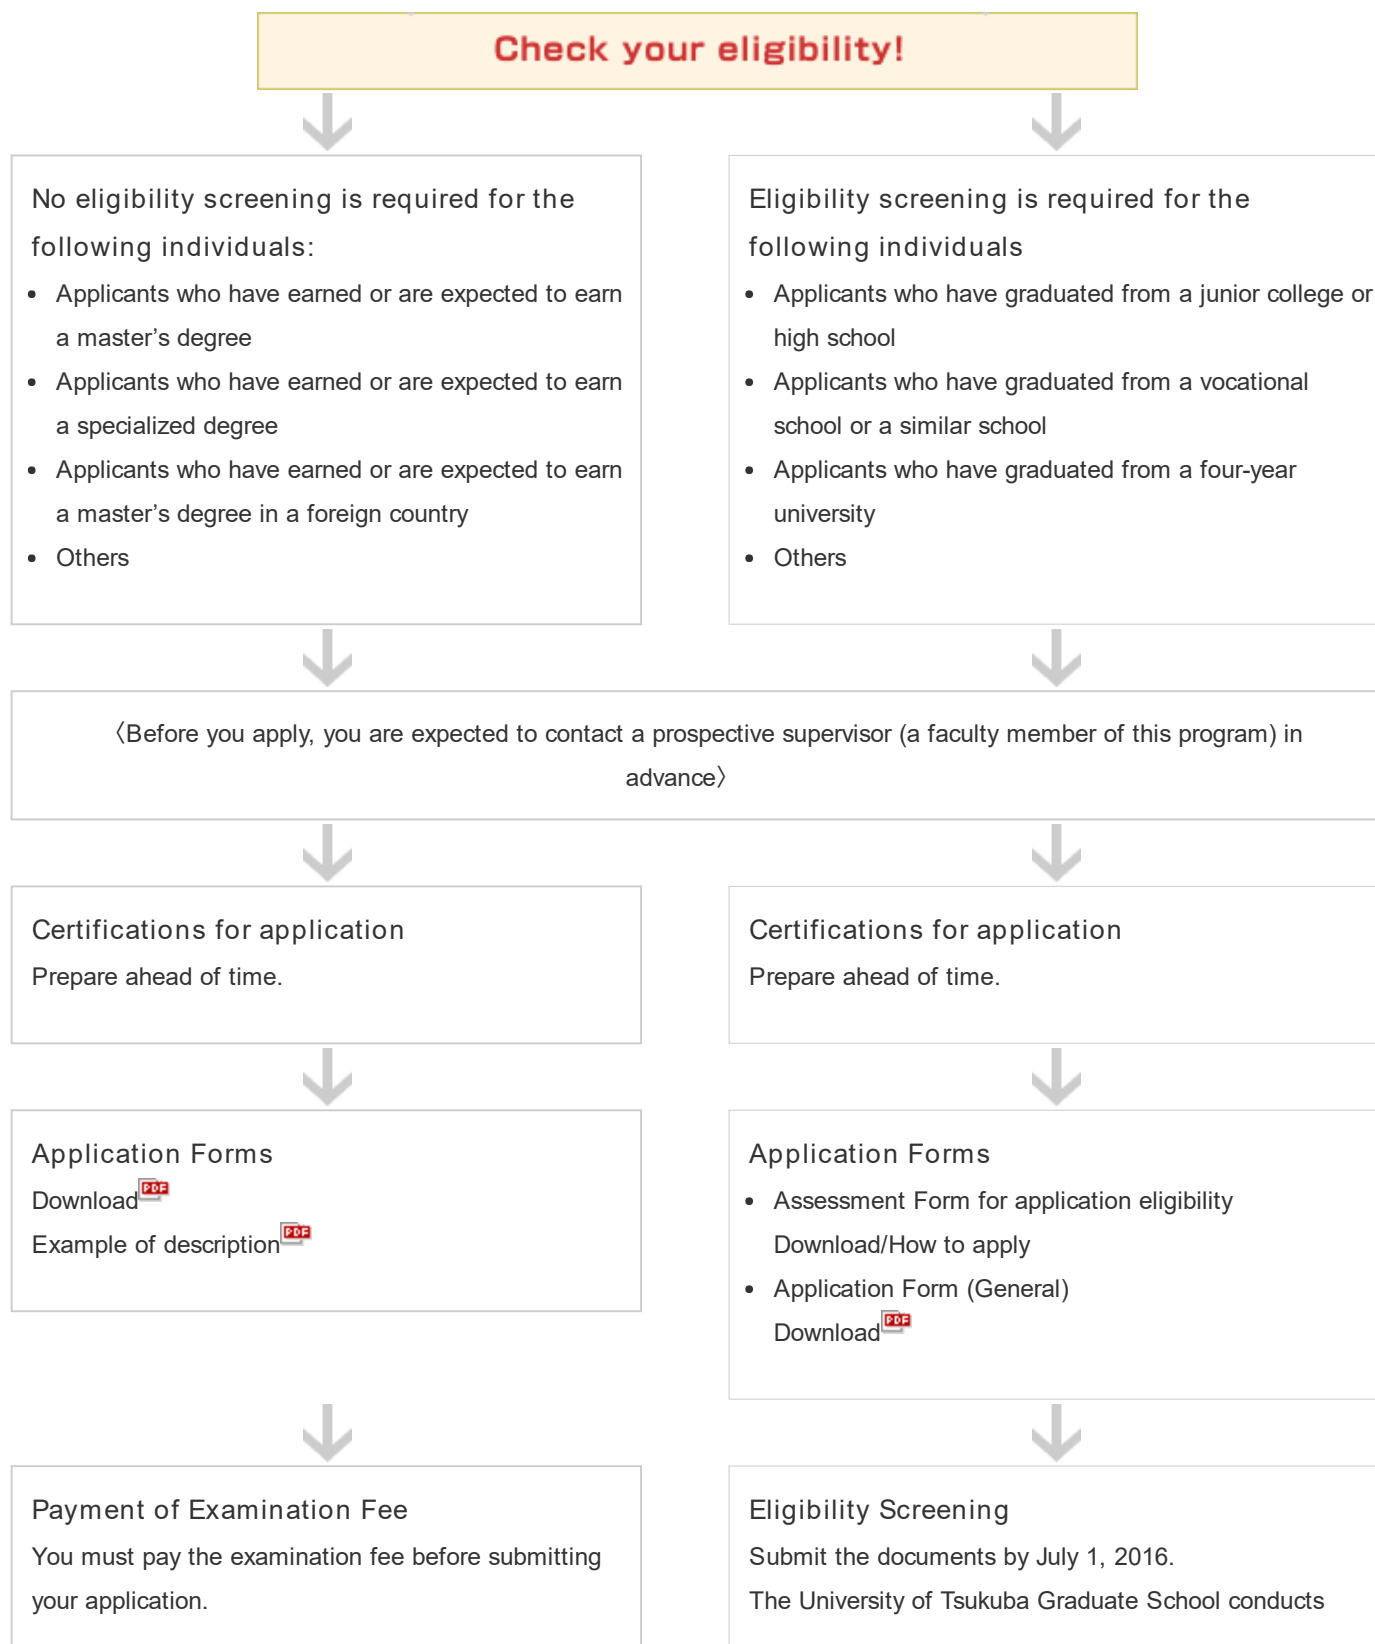 Check your eligibility!
No eligibility screening is required for the
following individuals:
• Applicants who have earned or are expected to earn
a master’s degree
• Applicants who have earned or are expected to earn
a specialized degree
• Applicants who have earned or are expected to earn
a master’s degree in a foreign country
• Others
Eligibility screening is required for the
following individuals
• Applicants who have graduated from a junior college or
high school
• Applicants who have graduated from a vocational
school or a similar school
• Applicants who have graduated from a four-year
university
• Others
〈Before you apply, you are expected to contact a prospective supervisor (a faculty member of this program) in
advance〉
Certifications for application
Prepare ahead of time.
Certifications for application
Prepare ahead of time.
Application Forms
Download PDF
Example of description PDF
Application Forms
• Assessment Form for application eligibility
Download/How to apply
• Application Form (General)
Download PDF
Payment of Examination Fee
You must pay the examination fee before submitting
your application.
Eligibility Screening
Submit the documents by July 1, 2016.
The University of Tsukuba Graduate School conducts